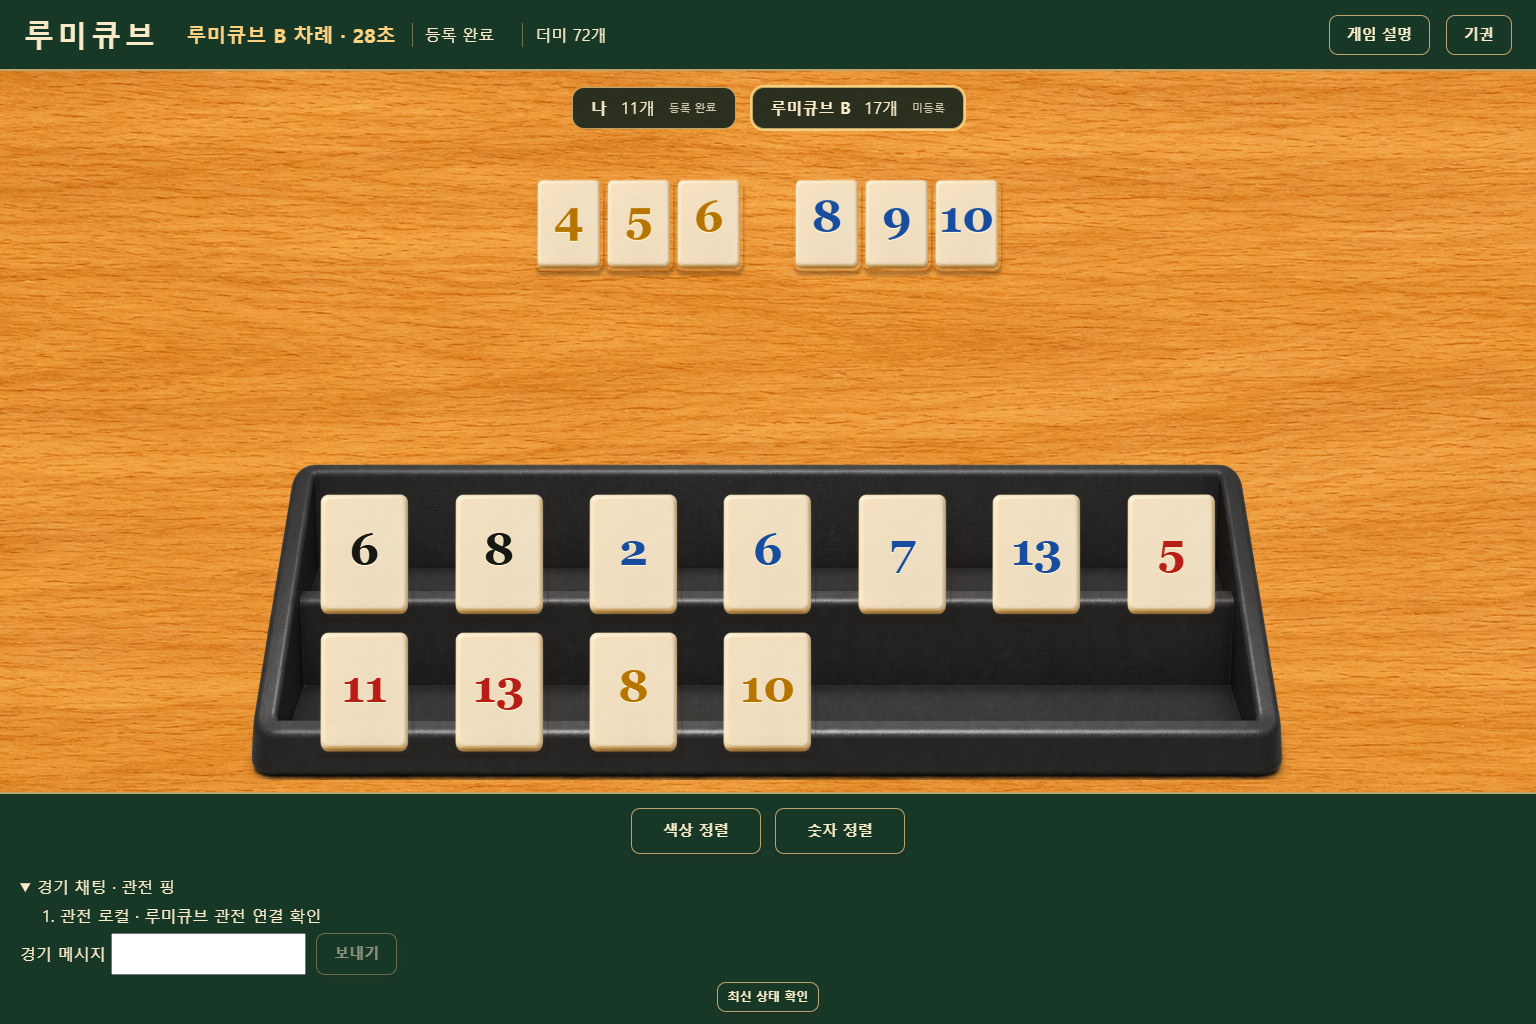 루미큐브 루미큐브 B 차례 · 28초 등록 완료 더미 72개 게임 설명 기권
나 11개 등록 완료 루미큐브 B 17개 미등록
4 5 6 8 9 10
6 8 2 6 7 13 5
11 13 8 10
색상 정렬 숫자 정렬
▼ 경기 채팅 · 관전 핑
1. 관전 로컬 · 루미큐브 관전 연결 확인
경기 메시지 보내기
최신 상태 확인